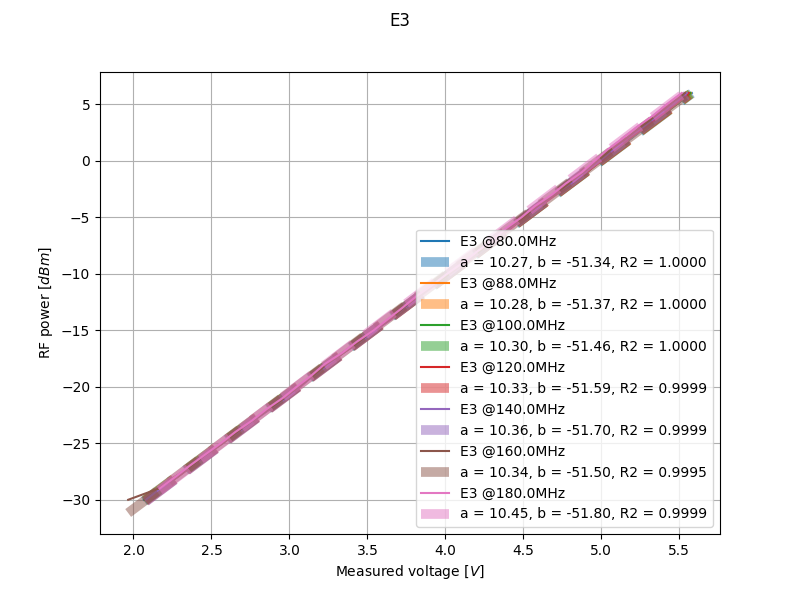 E3
RF power [dBm]
5
0
−5
−10
−15
−20
−25
−30
E3 @80.0MHz
a = 10.27, b = -51.34, R2 = 1.0000
E3 @88.0MHz
a = 10.28, b = -51.37, R2 = 1.0000
E3 @100.0MHz
a = 10.30, b = -51.46, R2 = 1.0000
E3 @120.0MHz
a = 10.33, b = -51.59, R2 = 0.9999
E3 @140.0MHz
a = 10.36, b = -51.70, R2 = 0.9999
E3 @160.0MHz
a = 10.34, b = -51.50, R2 = 0.9995
E3 @180.0MHz
a = 10.45, b = -51.80, R2 = 0.9999
2.0 2.5 3.0 3.5 4.0 4.5 5.0 5.5
Measured voltage [V]